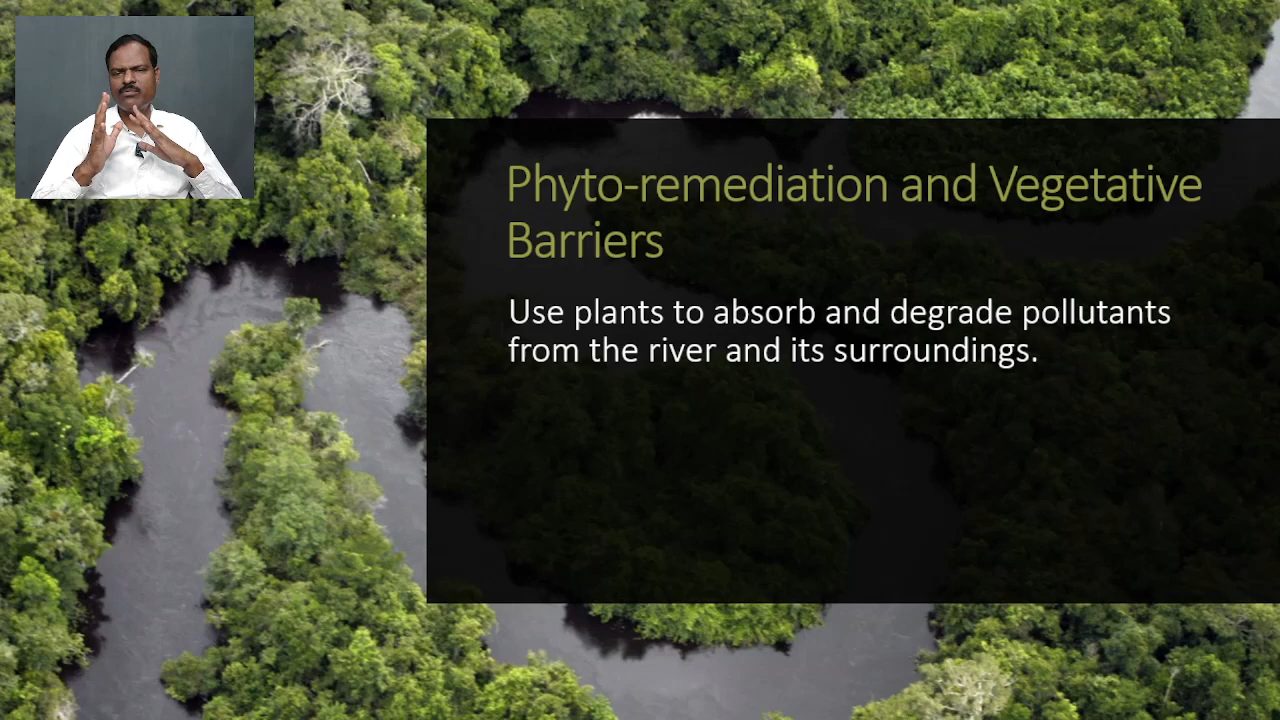 Phyto-remediation and Vegetative
Barriers
Use plants to absorb and degrade pollutants
from the river and its surroundings.